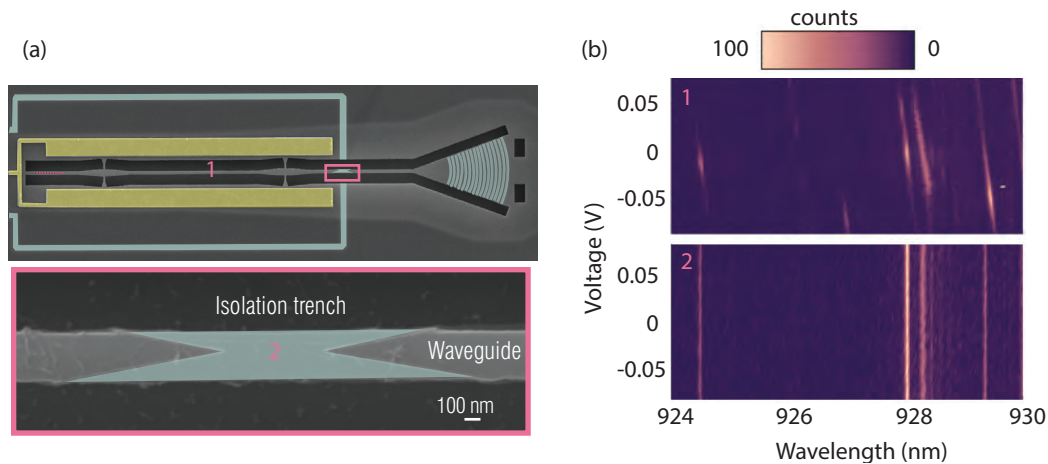 (a)
1
Isolation trench
2
Waveguide
100 nm
(b)
counts
100
0
1
0.05
0
-0.05
2
0.05
0
-0.05
Voltage (V)
924
926
928
930
Wavelength (nm)